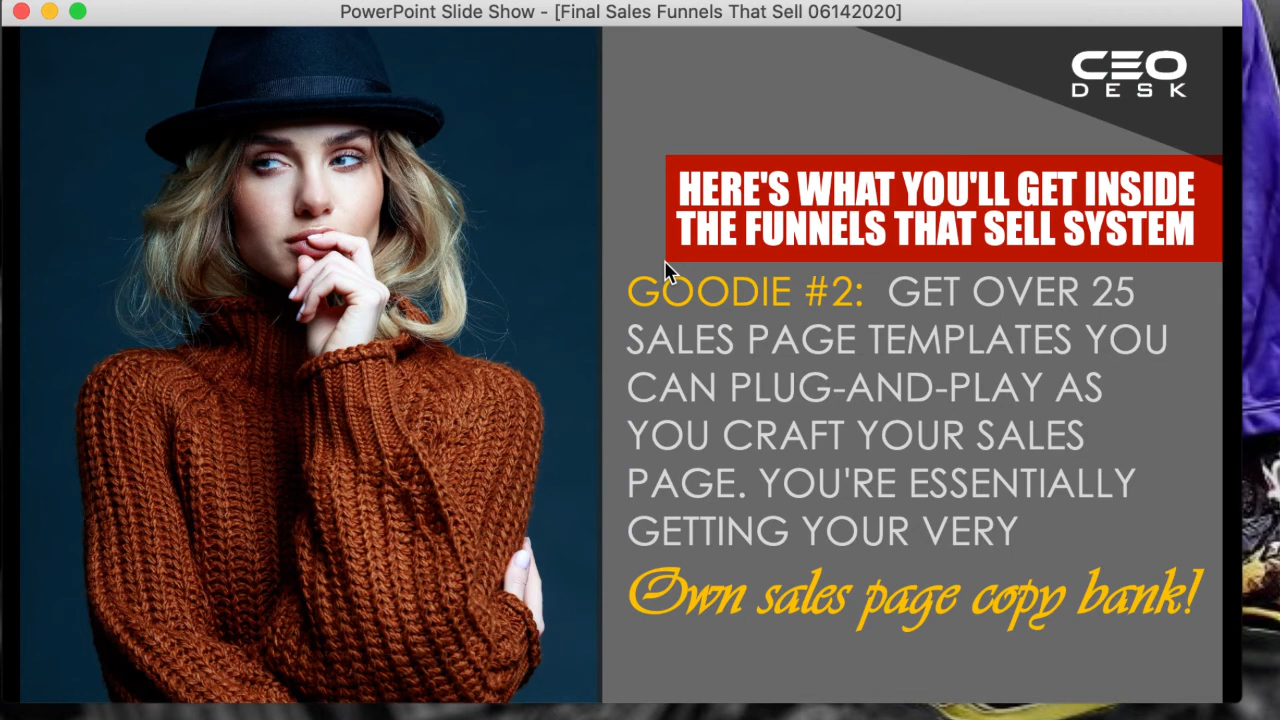 PowerPoint Slide Show - [Final Sales Funnels That Sell 06142020]
CEO
DESK
HERE'S WHAT YOU'LL GET INSIDE
THE FUNNELS THAT SELL SYSTEM
GOODIE #2: GET OVER 25
SALES PAGE TEMPLATES YOU
CAN PLUG-AND-PLAY AS
YOU CRAFT YOUR SALES
PAGE. YOU'RE ESSENTIALLY
GETTING YOUR VERY
Own sales page copy bank!